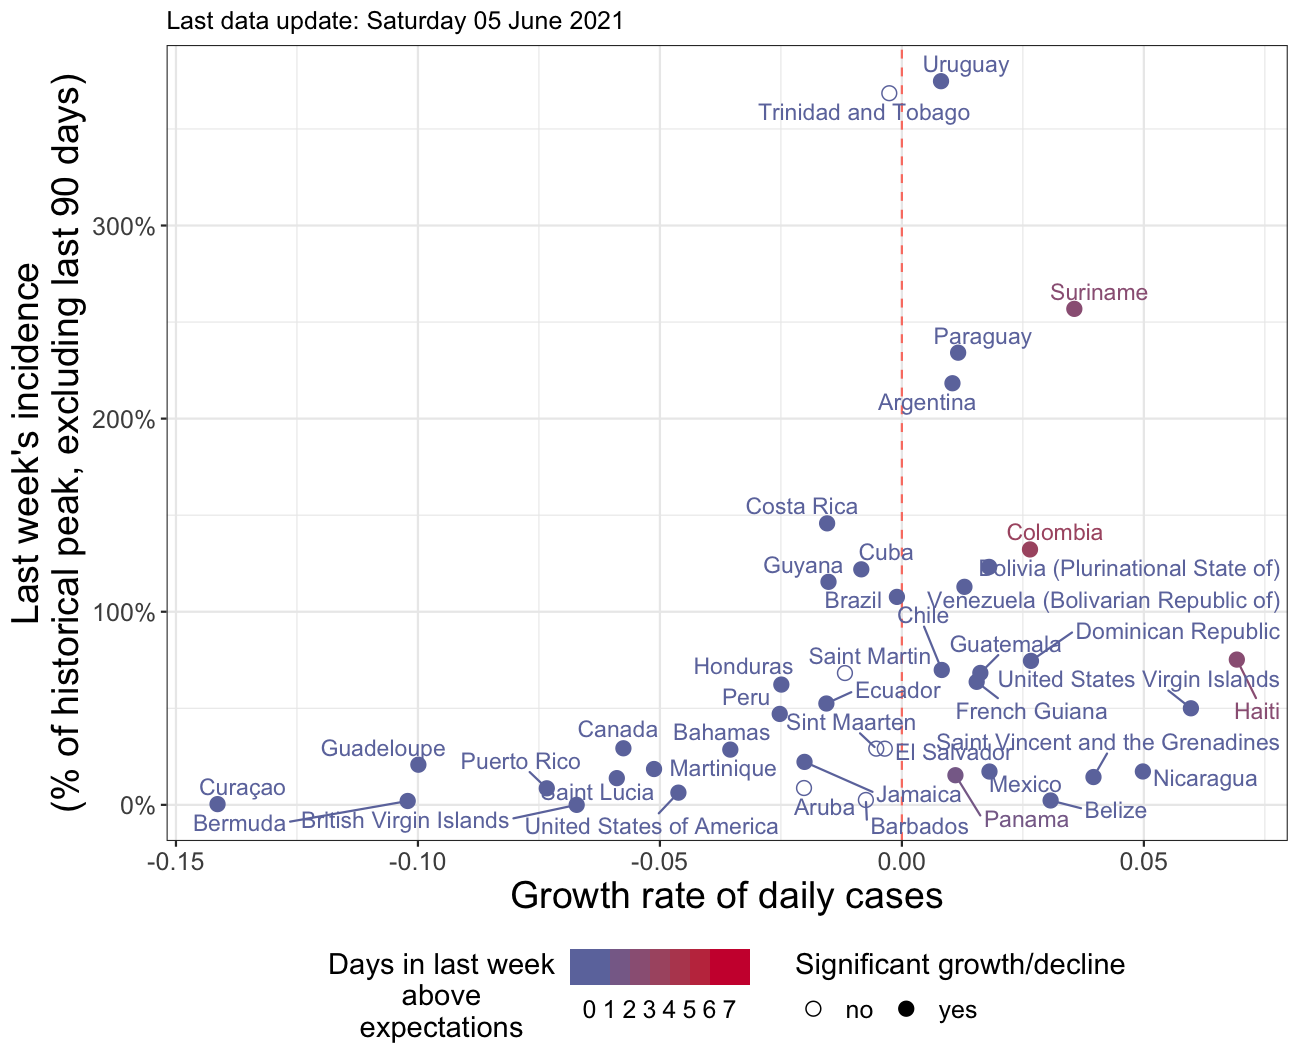 Last data update: Saturday 05 June 2021
Last week's incidence
(% of historical peak, excluding last 90 days)
300%
200%
100%
0%
Uruguay
Trinidad and Tobago
Suriname
Paraguay
Argentina
Costa Rica
Colombia
Cuba
Guyana
Bolivia (Plurinational State of)
Brazil
Venezuela (Bolivarian Republic of)
Chile
Dominican Republic
Guatemala
Saint Martin
Honduras
United States Virgin Islands
Ecuador
Peru
French Guiana
Haiti
Sint Maarten
Canada
Bahamas
Saint Vincent and the Grenadines
Guadeloupe
El Salvador
Puerto Rico
Martinique
Nicaragua
Mexico
Curaçao
Saint Lucia
Jamaica
Aruba
Belize
Bermuda
British Virgin Islands
United States of America
Barbados
Panama
-0.15
-0.10
-0.05
0.00
0.05
Growth rate of daily cases
Days in last week
above
expectations
0 1 2 3 4 5 6 7
Significant growth/decline
no
yes